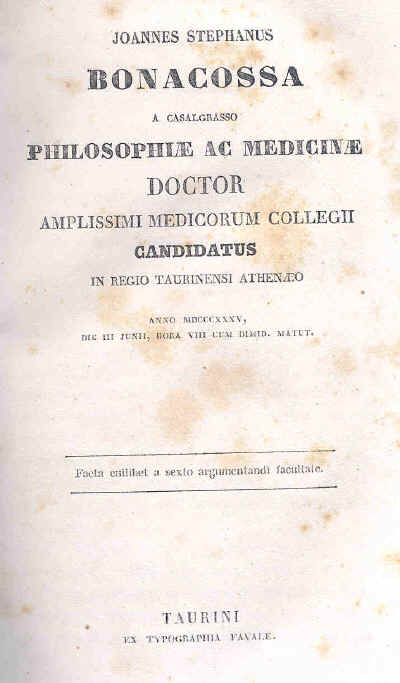 JOANNES STEPHANUS
BONACOSSA
A CASALGRASSO
PHILOSOPHIÆ AC MEDICINÆ
DOCTOR
AMPLISSIMI MEDICORUM COLLEGII
CANDIDATUS
IN REGIO TAURINENSI ATHENÆO
ANNO MDCCCXXXV,
DIE III JUNII, HORA VIII CUM DIMID. MATUT.
Facta cuilibet a sexto argumentandi facultate.
TAURINI
EX TYPOGRAPHIA FAVALE.